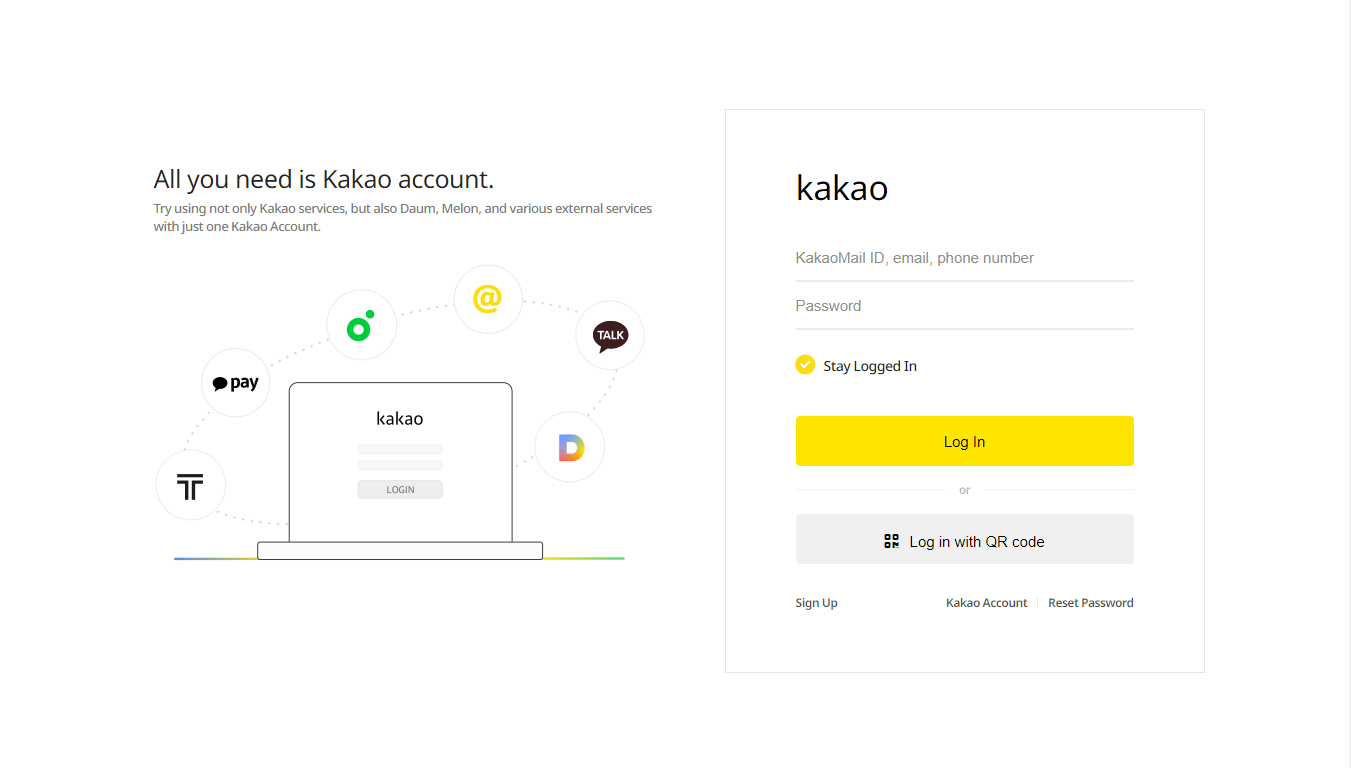 All you need is Kakao account.
Try using not only Kakao services, but also Daum, Melon, and various external services
with just one Kakao Account.
@
TALK
pay
kakao
D
LOGIN
T
kakao
KakaoMail ID, email, phone number
Password
Stay Logged In
Log In
or
Log in with QR code
Sign Up
Kakao Account
Reset Password